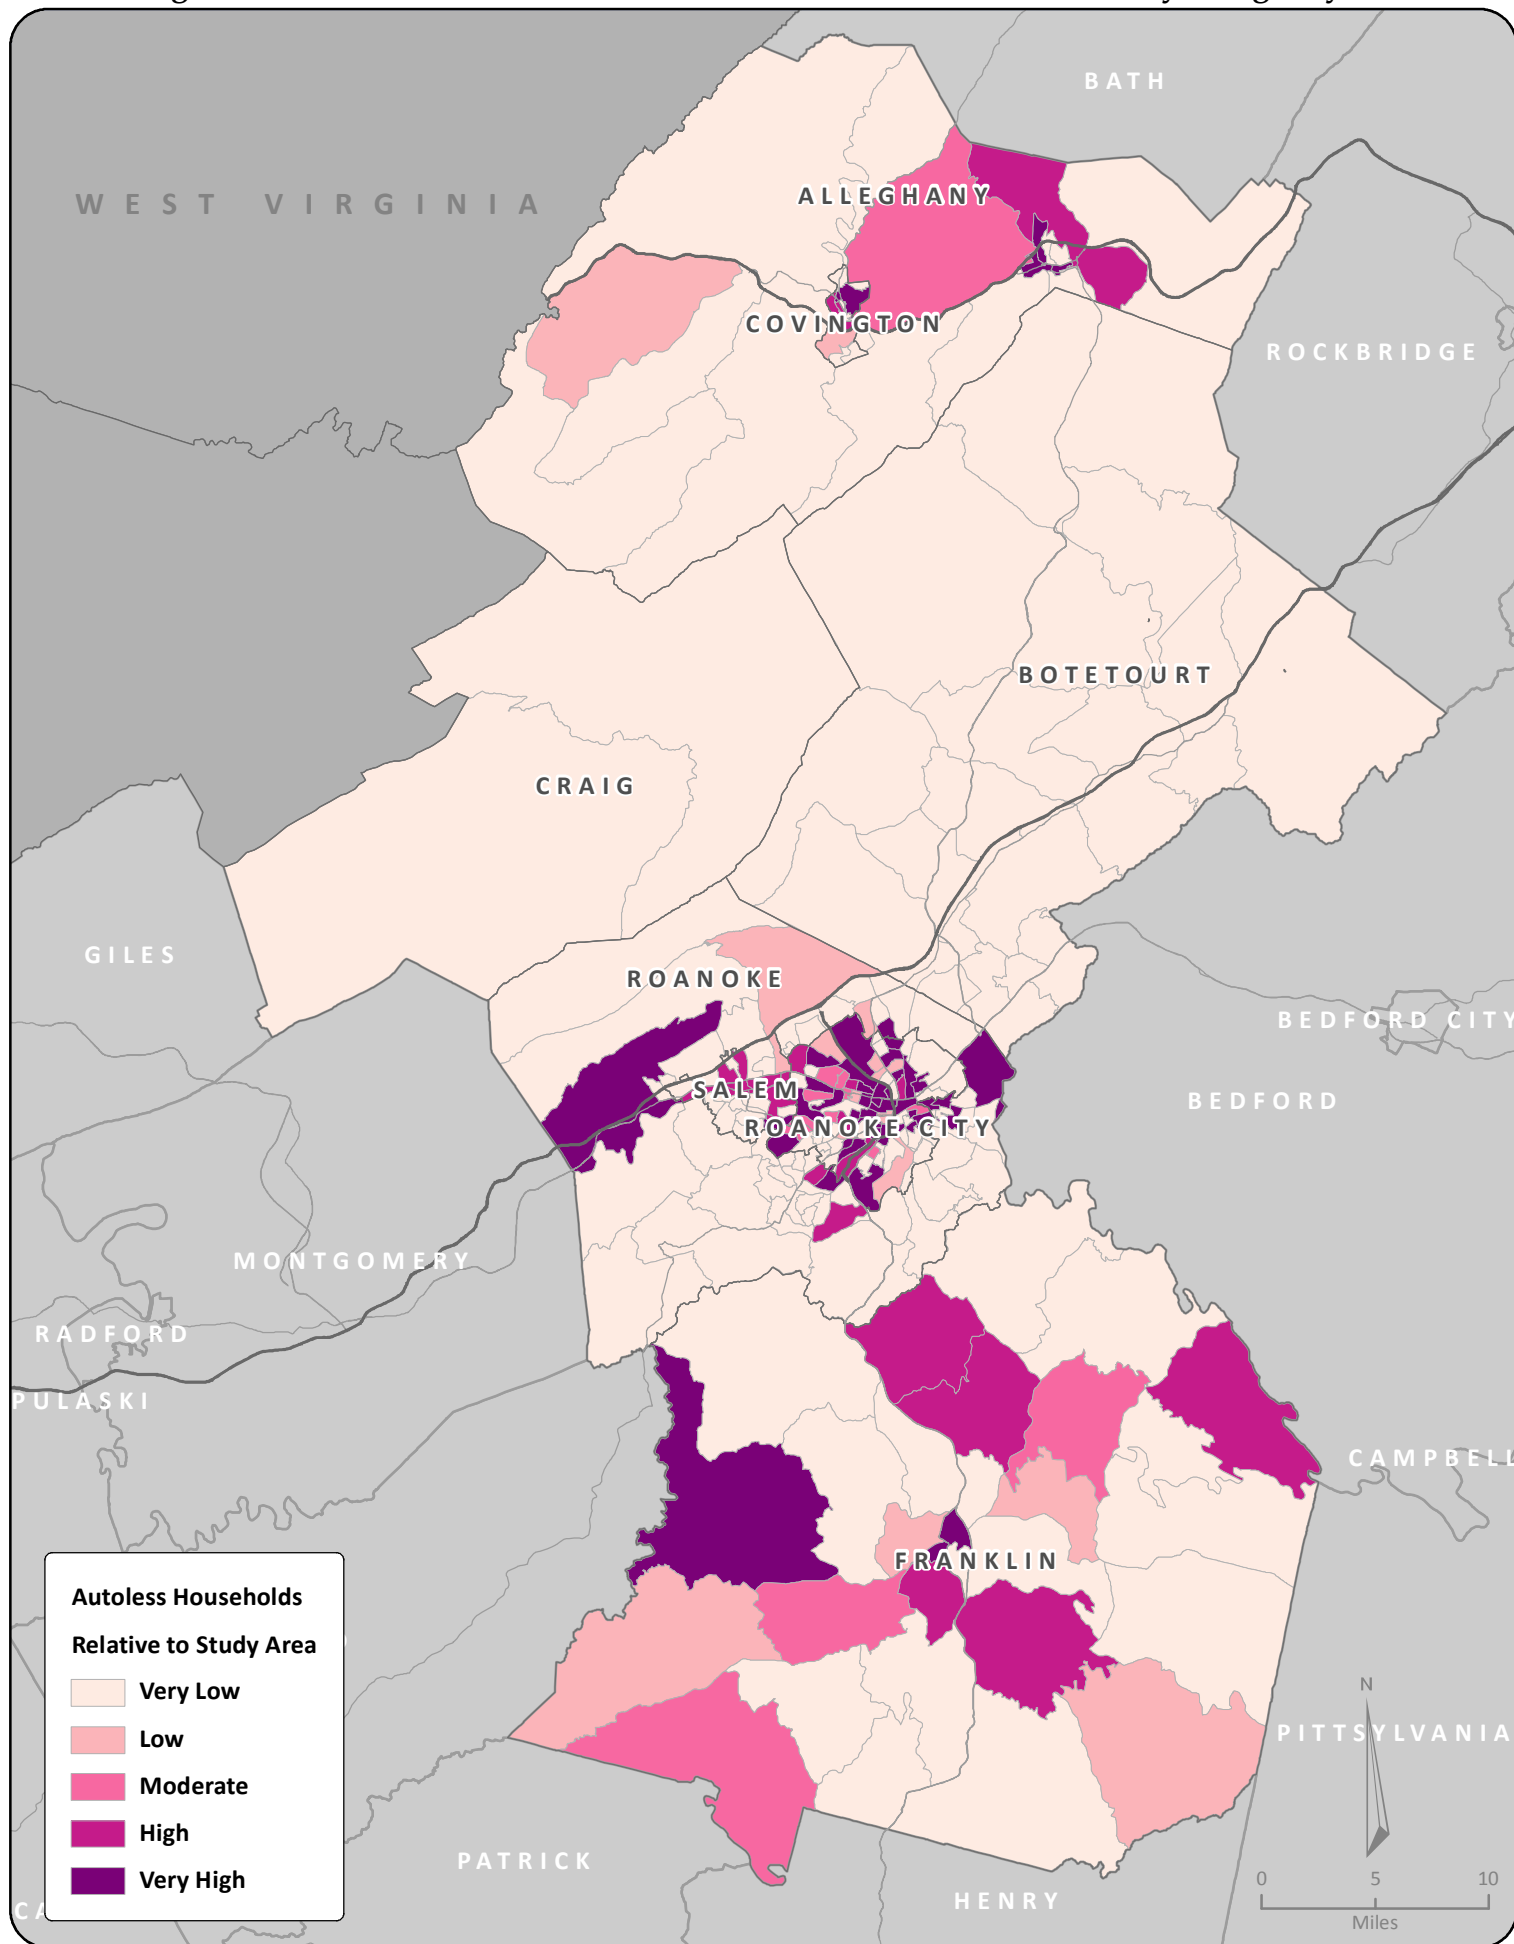 BATH
WEST VIRGINIA
ALLEGHANY
COVINGTON
ROCKBRIDGE
BOTETOURT
CRAIG
GILES
ROANOKE
BEDFORD CITY
SALEM
BEDFORD
ROANOKE CITY
MONTGOMERY
RADFORD
PULASKI
CAMPBELL
FRANKLIN
Autoless Households
Relative to Study Area
Very Low
Low
Moderate
High
Very High
N
PITTSYLVANIA
PATRICK
HENRY
CA
0 5 10
Miles